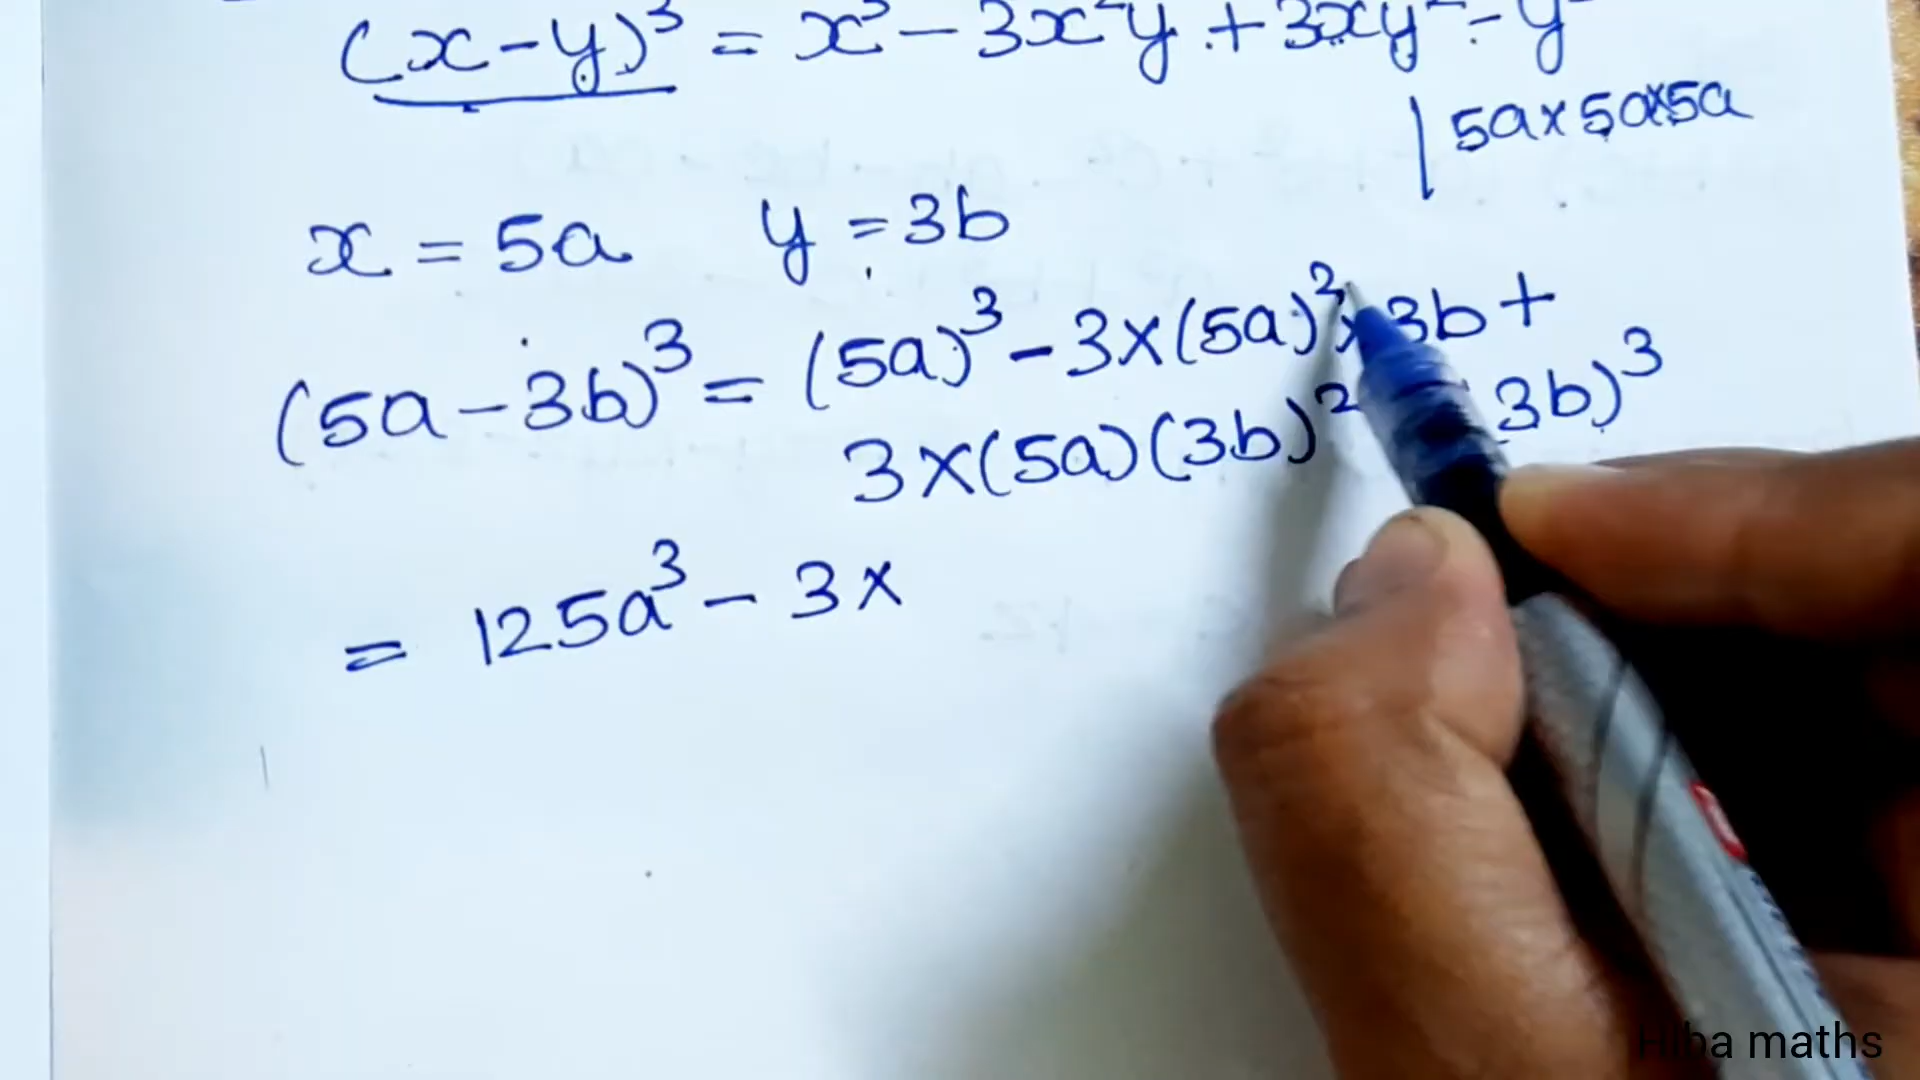 (x-y)³ = x³ - 3x²y + 3xy² - y
5a×5a×5a
x = 5a y = 3b
(5a-3b)³ = (5a)³ - 3×(5a)²×3b +
3×(5a)(3b)² 3b)³
= 125a³ - 3×
Hiba maths